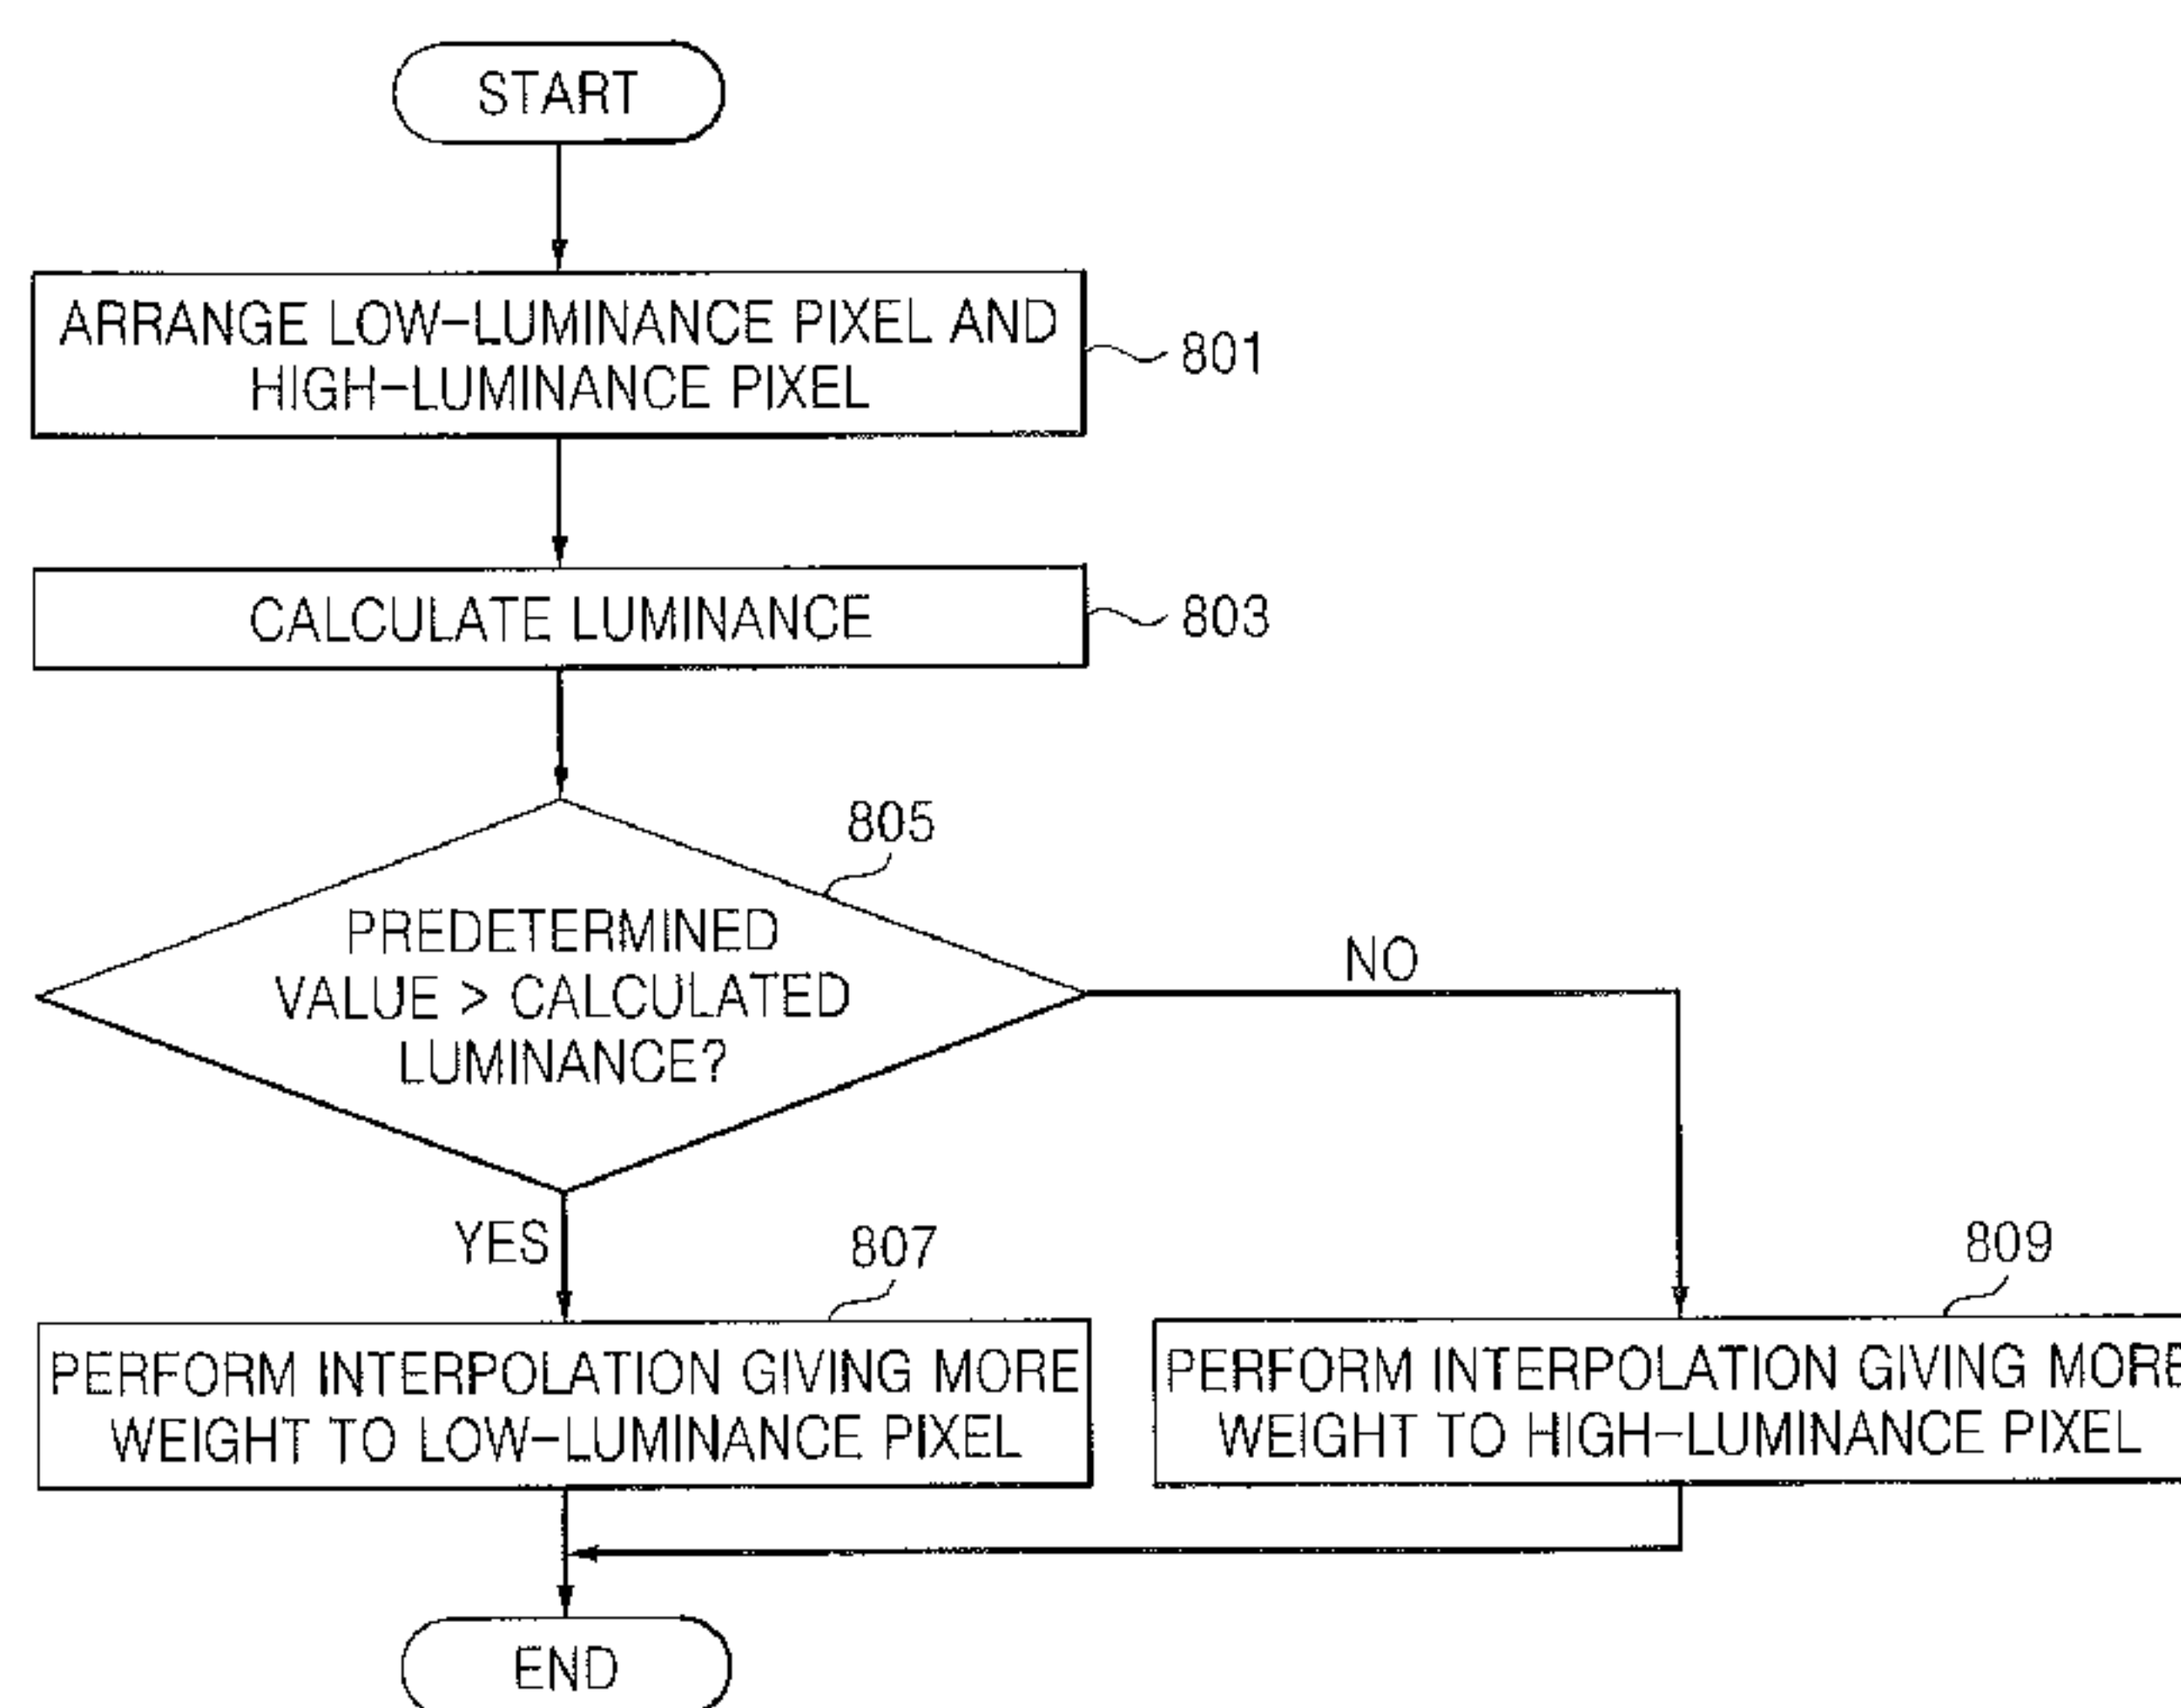 START
ARRANGE LOW-LUMINANCE PIXEL AND
HIGH-LUMINANCE PIXEL
801
CALCULATE LUMINANCE
803
805
PREDETERMINED
VALUE > CALCULATED
LUMINANCE?
NO
YES
807
PERFORM INTERPOLATION GIVING MORE
WEIGHT TO LOW-LUMINANCE PIXEL
809
PERFORM INTERPOLATION GIVING MORE
WEIGHT TO HIGH-LUMINANCE PIXEL
END